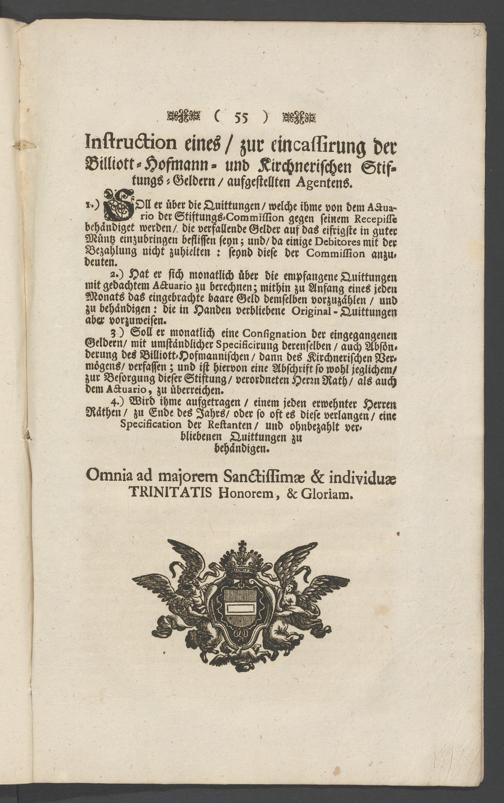 ( 55 )
Instruction eines / zur eincassirung der
Billiott-Hofmann- und Kirchnerischen Stif-
tungs-Geldern / aufgestellten Agentens.
1.) SOll er über die Quittungen / welche ihme von dem Actua-
rio der Stiftungs-Commission gegen seinem Recepisse
behändiget werden / die verfallende Gelder auf das eifrigste in guter
Müntz einzubringen beflissen seyn; und / da einige Debitores mit der
Bezahlung nicht zuhielten: seynd diese der Commission anzu-
deuten.
2.) Hat er sich monatlich über die empfangene Quittungen
mit gedachtem Actuario zu berechnen; mithin zu Anfang eines jeden
Monats das eingebrachte baare Geld demselben vorzuzählen / und
zu behändigen: die in Handen verbliebene Original-Quittungen
aber vorzuweisen.
3) Soll er monatlich eine Consignation der eingegangenen
Geldern / mit umständlicher Specificirung derenselben / auch Absön-
derung des Billiott-Hofmannischen / dann des Kirchnerischen Ver-
mögens / verfassen; und ist hiervon eine Abschrift so wohl jeglichem /
zur Besorgung dieser Stiftung / verordneten Herrn Rath / als auch
dem Actuario, zu überreichen.
4.) Wird ihme aufgetragen / einem jeden erwehnter Herren
Räthen / zu Ende des Jahrs / oder so oft es diese verlangen / eine
Specification der Restanten / und ohnbezahlt ver-
bliebenen Quittungen zu
behändigen.
Omnia ad majorem Sanctissimæ & individuæ
TRINITATIS Honorem, & Gloriam.